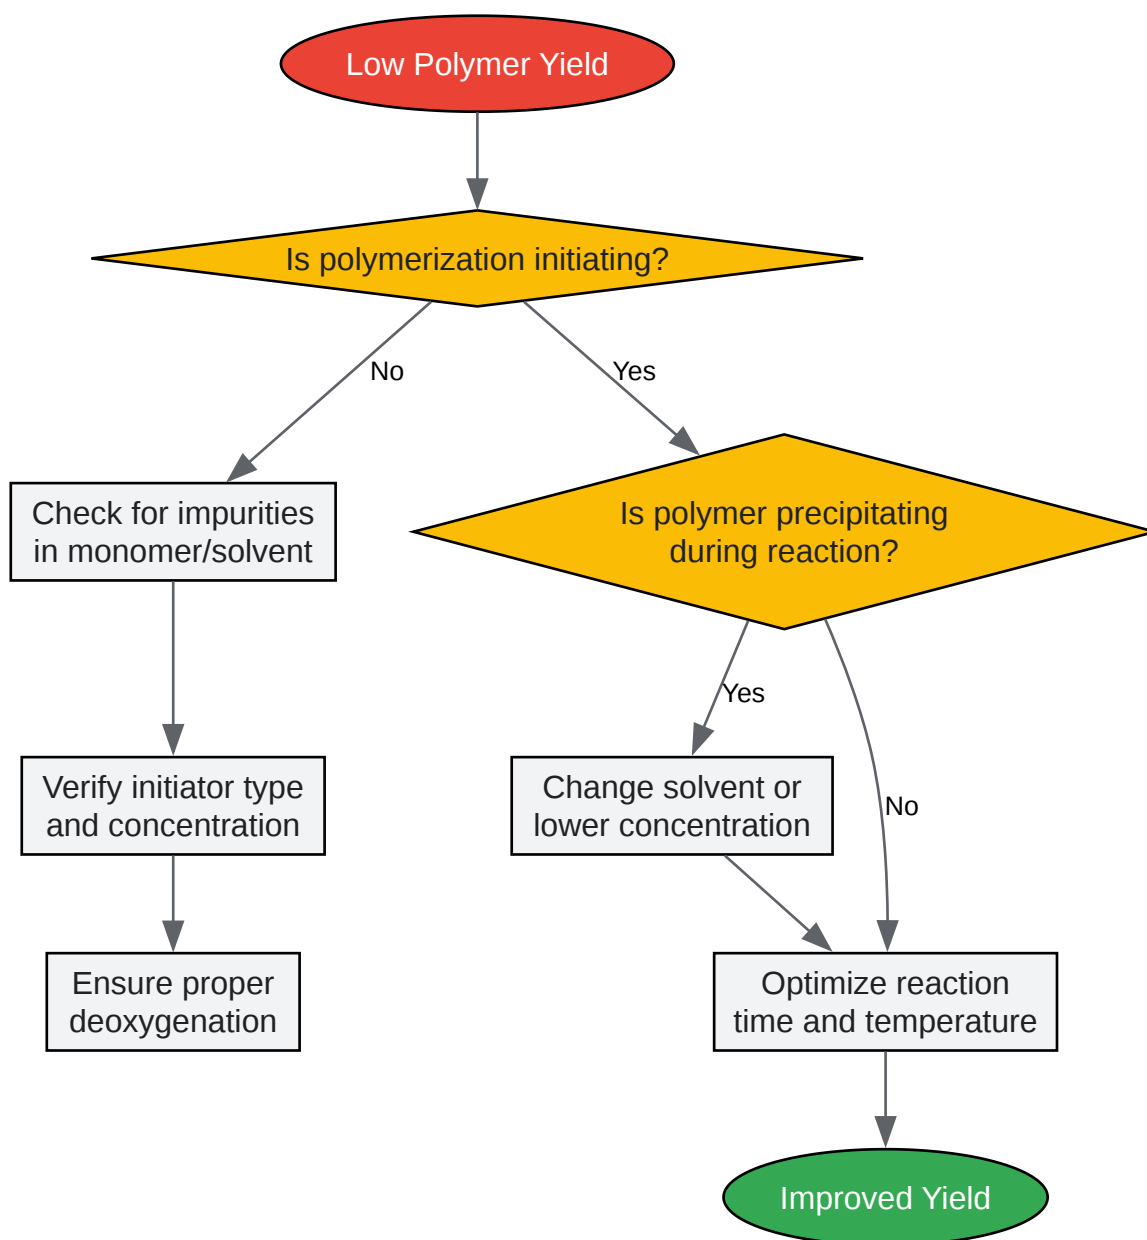 Low Polymer Yield
Is polymerization initiating?
No
Yes
Check for impurities
in monomer/solvent
Is polymer precipitating
during reaction?
Yes
Verify initiator type
and concentration
Change solvent or
lower concentration
No
Ensure proper
deoxygenation
Optimize reaction
time and temperature
Improved Yield